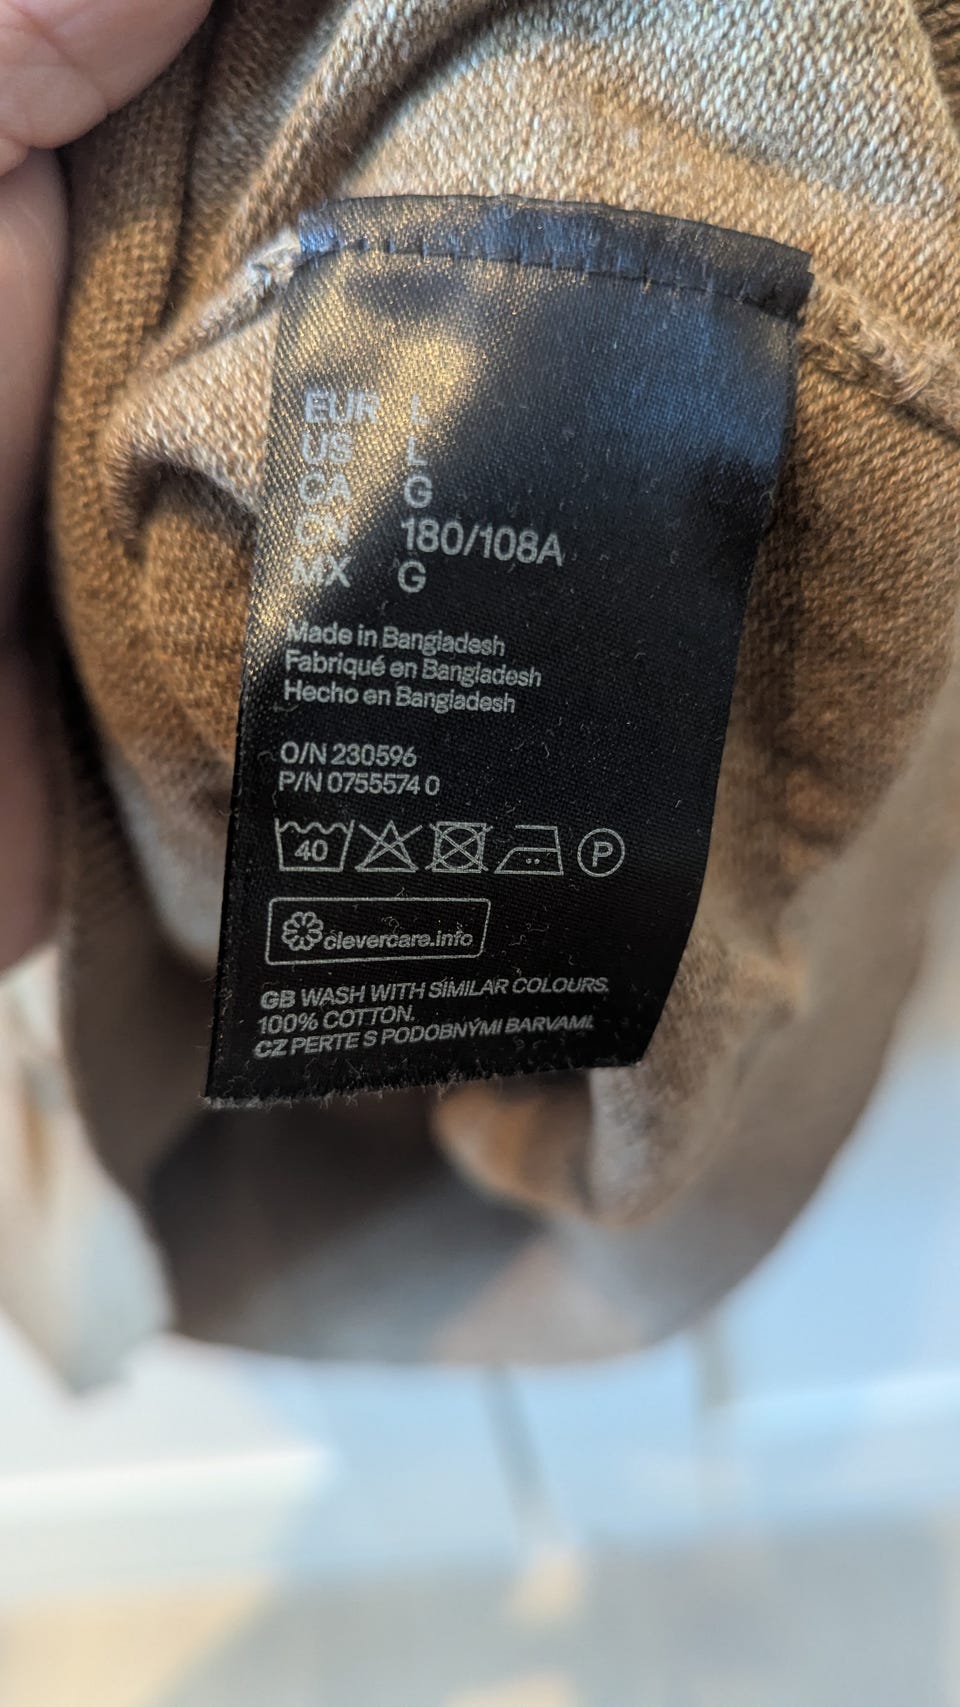 EUR L
US L
CA G
CN 180/108A
MX G
Made in Bangladesh
Fabriqué en Bangladesh
Hecho en Bangladesh
O/N 230596
P/N 0755574 0
40
P
clevercare.info
GB WASH WITH SIMILAR COLOURS.
100% COTTON.
CZ PERTE S PODOBNÝMI BARVAMI.